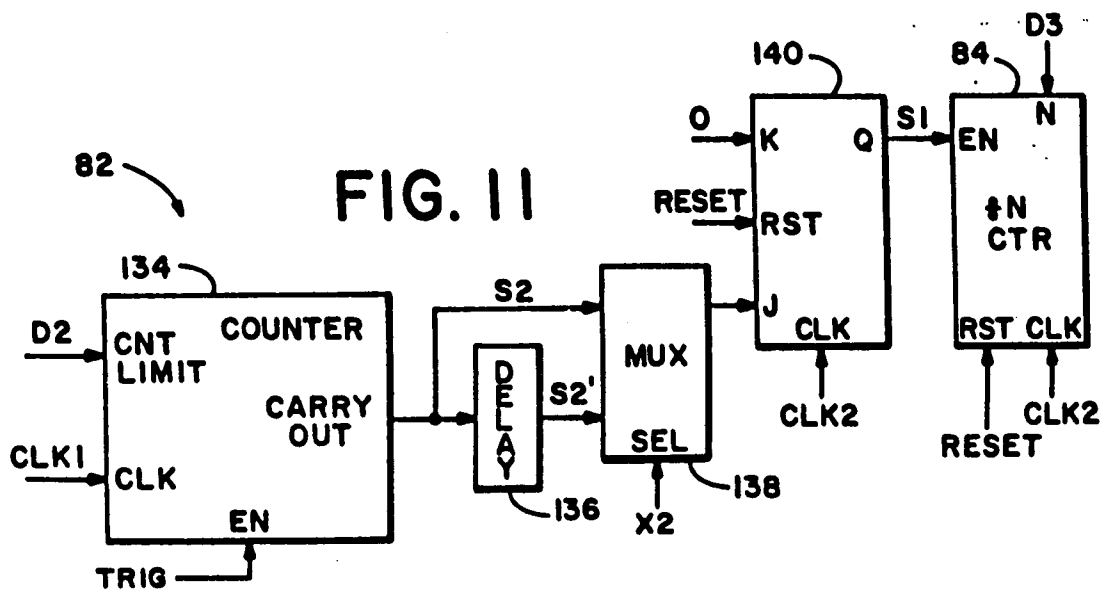 D3
140
84
0
K
Q
S1
EN
N
82
FIG. 11
RESET
RST
÷N
CTR
134
S2
J
CLK
RST CLK
D2
CNT
LIMIT
COUNTER
MUX
DELAY
S2'
CARRY
OUT
CLK2
CLK2
RESET
SEL
CLK1
CLK
138
136
X2
EN
TRIG